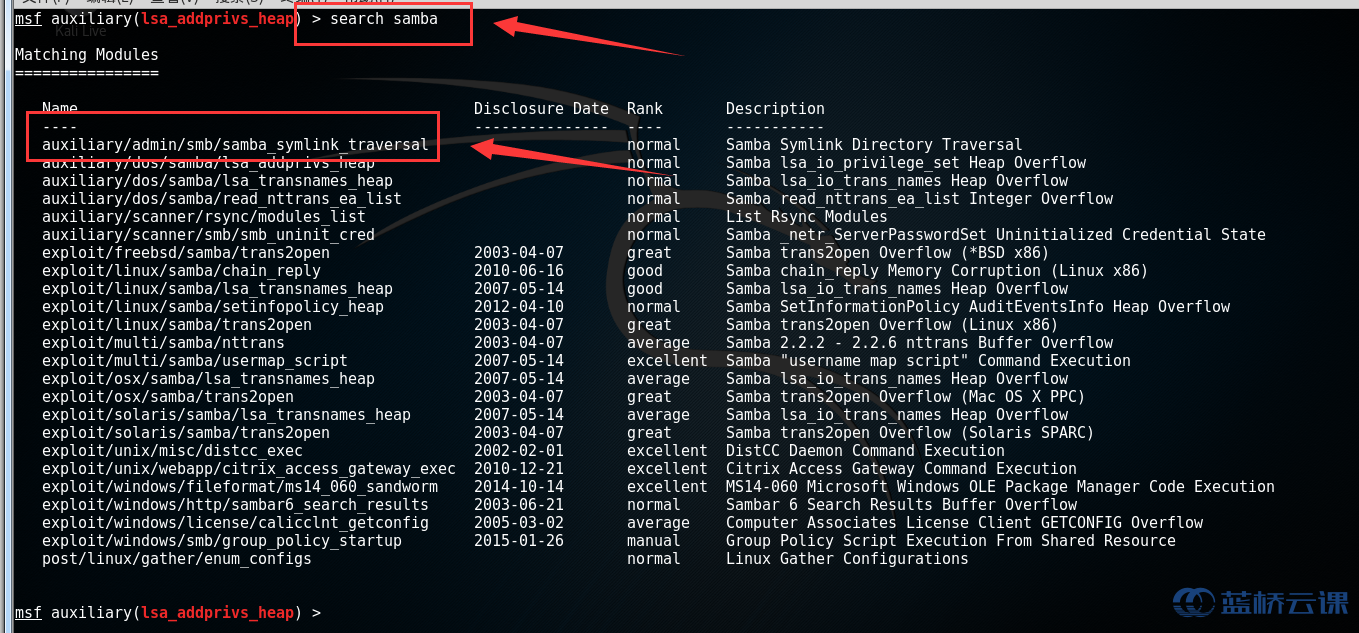 msf auxiliary(lsa_addprivs_heap) > search samba
Kali Live
Matching Modules
================
Name Disclosure Date Rank Description
---- --------------- ---- -----------
auxiliary/admin/smb/samba_symlink_traversal normal Samba Symlink Directory Traversal
auxiliary/dos/samba/lsa_addprivs_heap normal Samba lsa_io_privilege_set Heap Overflow
auxiliary/dos/samba/lsa_transnames_heap normal Samba lsa_io_trans_names Heap Overflow
auxiliary/dos/samba/read_nttrans_ea_list normal Samba read_nttrans_ea_list Integer Overflow
auxiliary/scanner/rsync/modules_list normal List Rsync Modules
auxiliary/scanner/smb/smb_uninit_cred normal Samba _netr_ServerPasswordSet Uninitialized Credential State
exploit/freebsd/samba/trans2open 2003-04-07 great Samba trans2open Overflow (*BSD x86)
exploit/linux/samba/chain_reply 2010-06-16 good Samba chain_reply Memory Corruption (Linux x86)
exploit/linux/samba/lsa_transnames_heap 2007-05-14 good Samba lsa_io_trans_names Heap Overflow
exploit/linux/samba/setinfopolicy_heap 2012-04-10 normal Samba SetInformationPolicy AuditEventsInfo Heap Overflow
exploit/linux/samba/trans2open 2003-04-07 great Samba trans2open Overflow (Linux x86)
exploit/multi/samba/nttrans 2003-04-07 average Samba 2.2.2 - 2.2.6 nttrans Buffer Overflow
exploit/multi/samba/usermap_script 2007-05-14 excellent Samba "username map script" Command Execution
exploit/osx/samba/lsa_transnames_heap 2007-05-14 average Samba lsa_io_trans_names Heap Overflow
exploit/osx/samba/trans2open 2003-04-07 great Samba trans2open Overflow (Mac OS X PPC)
exploit/solaris/samba/lsa_transnames_heap 2007-05-14 average Samba lsa_io_trans_names Heap Overflow
exploit/solaris/samba/trans2open 2003-04-07 great Samba trans2open Overflow (Solaris SPARC)
exploit/unix/misc/distcc_exec 2002-02-01 excellent DistCC Daemon Command Execution
exploit/unix/webapp/citrix_access_gateway_exec 2010-12-21 excellent Citrix Access Gateway Command Execution
exploit/windows/fileformat/ms14_060_sandworm 2014-10-14 excellent MS14-060 Microsoft Windows OLE Package Manager Code Execution
exploit/windows/http/sambar6_search_results 2003-06-21 normal Sambar 6 Search Results Buffer Overflow
exploit/windows/license/calicclnt_getconfig 2005-03-02 average Computer Associates License Client GETCONFIG Overflow
exploit/windows/smb/group_policy_startup 2015-01-26 manual Group Policy Script Execution From Shared Resource
post/linux/gather/enum_configs normal Linux Gather Configurations
蓝桥云课
msf auxiliary(lsa_addprivs_heap) >